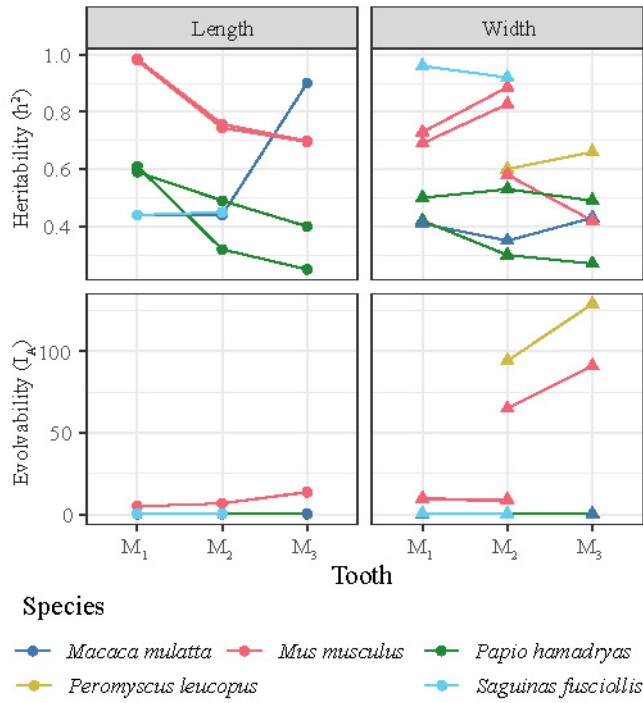 Length Width
Heritability (h²)
1.0
0.8
0.6
0.4
Evolvability (I_A)
100
50
0
M₁ M₂ M₃ M₁ M₂ M₃
Tooth
Species
Macaca mulatta Mus musculus Papio hamadryas
Peromyscus leucopus Saguinas fusciollis